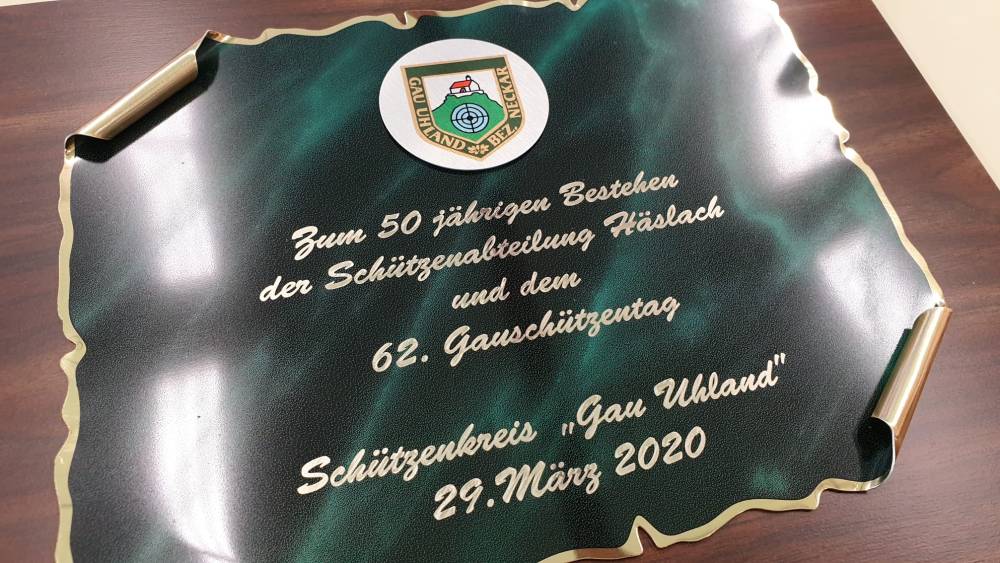 GAU UHLAND BEZ. NECKAR
Zum 50 jährigen Bestehen
der Schützenabteilung Häslach
und dem
62. Gauschützentag
Schützenkreis „Gau Uhland"
29.März 2020